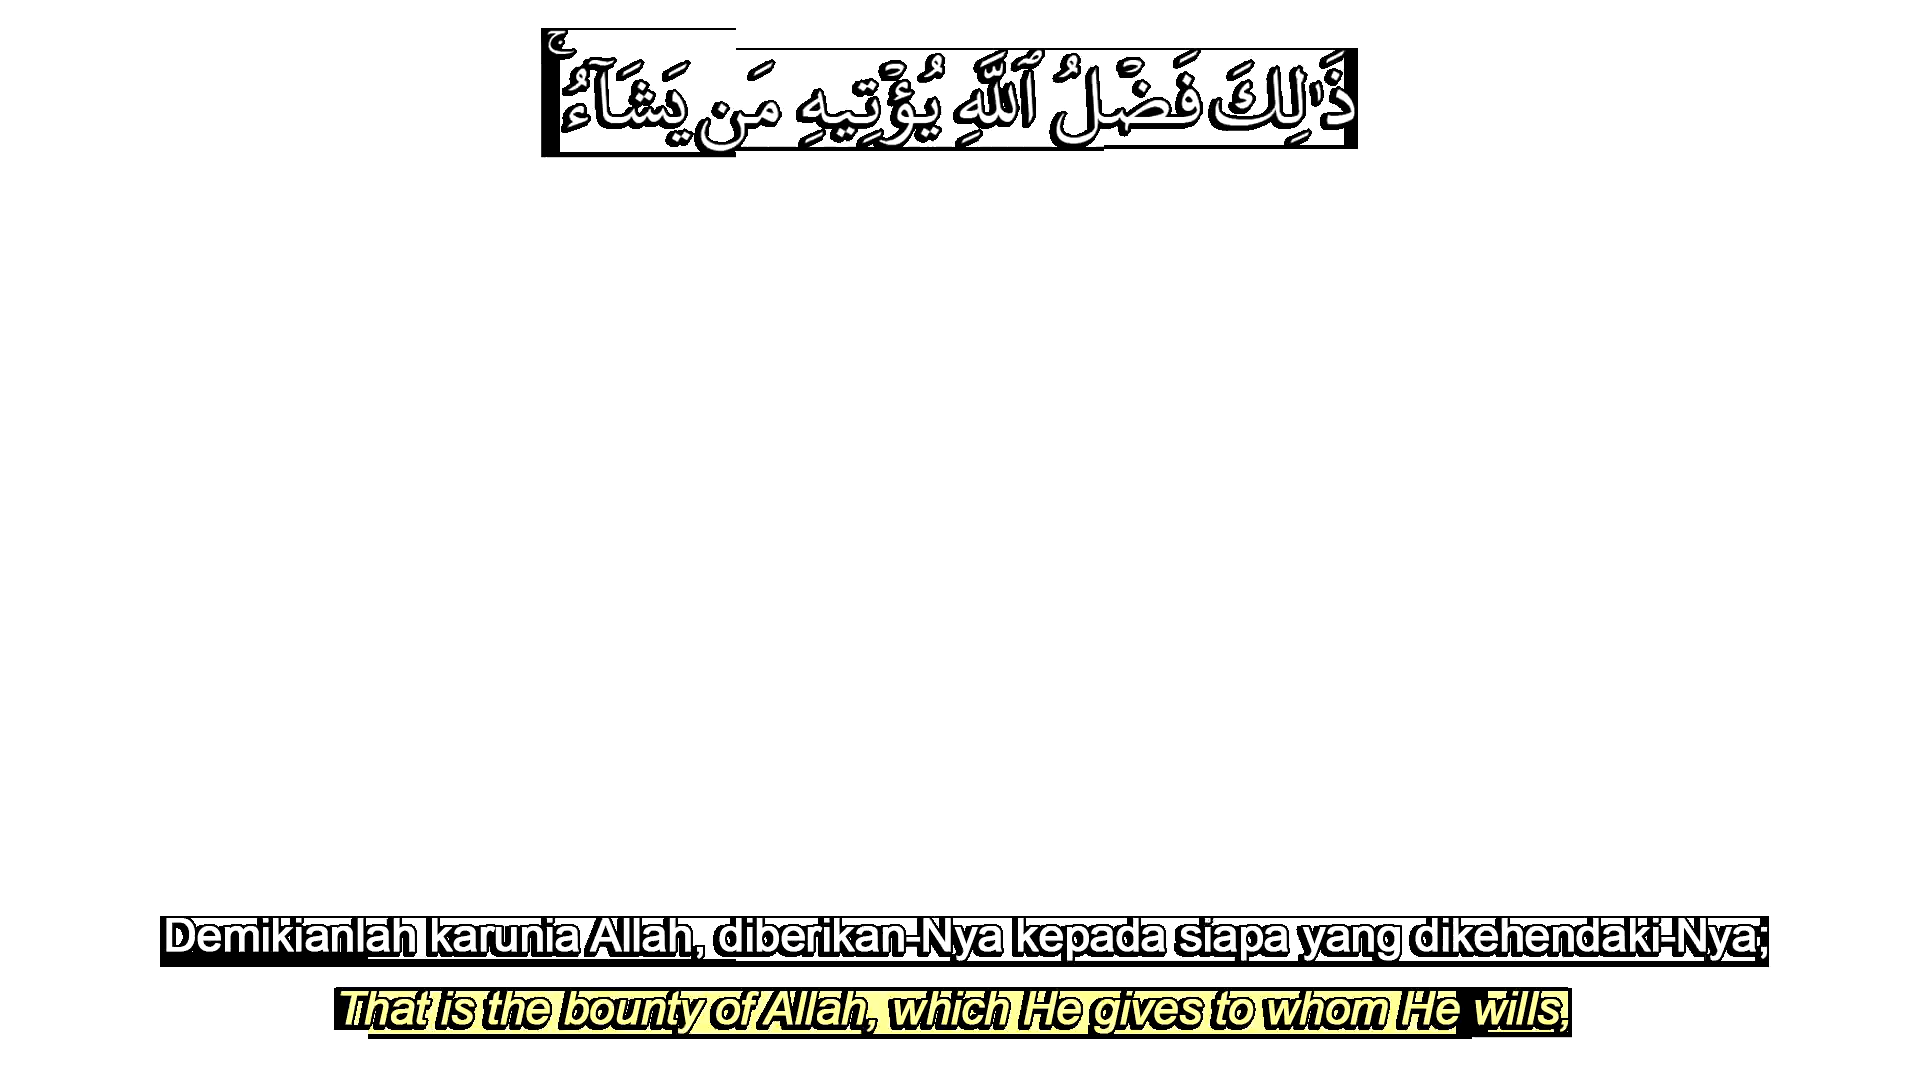 ذَٰلِكَ فَضْلُ ٱللَّهِ يُؤْتِيهِ مَن يَشَآءُ ۚ
Demikianlah karunia Allah, diberikan-Nya kepada siapa yang dikehendaki-Nya;
That is the bounty of Allah, which He gives to whom He wills,